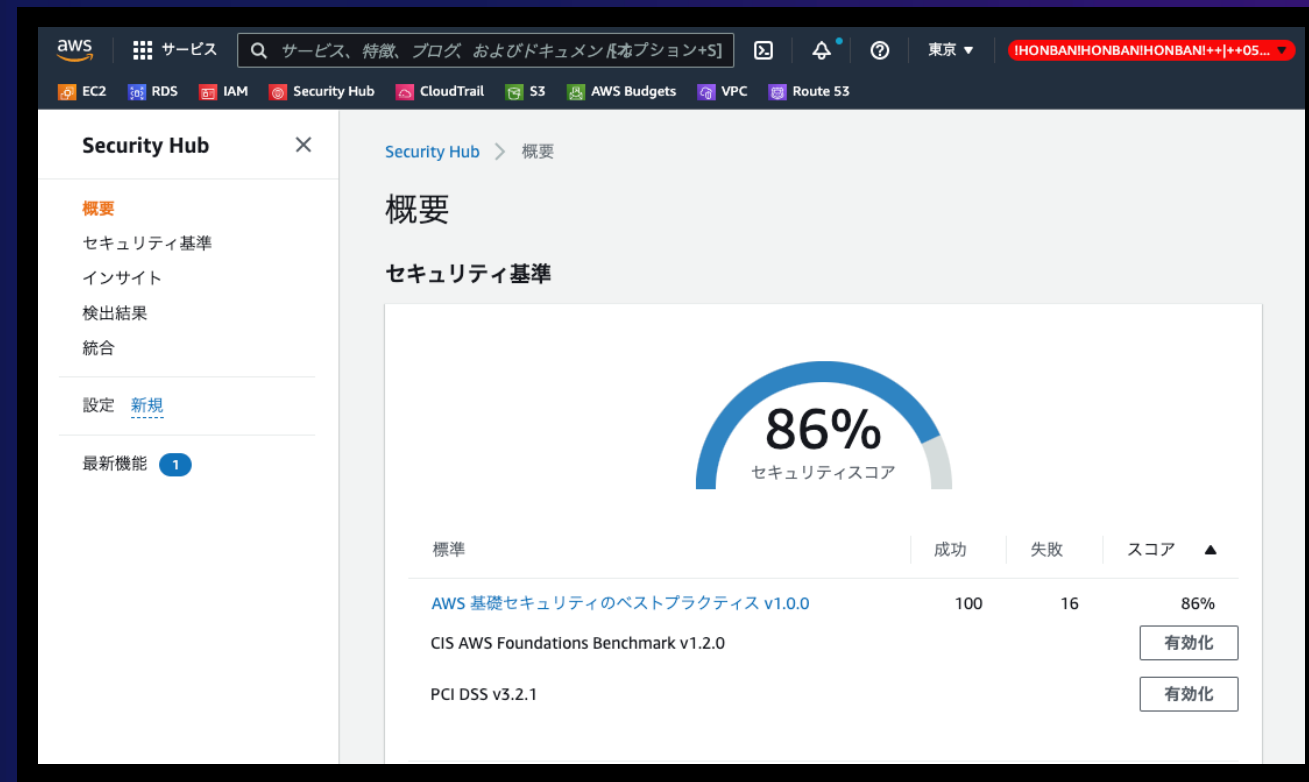 aws サービス サービス、特徴、ブログ、およびドキュメン プション+S] 東京 ▼ !HONBAN!HONBAN!HONBAN!++|++05... ▼
EC2 RDS IAM Security Hub CloudTrail S3 AWS Budgets VPC Route 53
Security Hub ×
概要
セキュリティ基準
インサイト
検出結果
統合
設定 新規
最新機能 1
Security Hub > 概要
概要
セキュリティ基準
86%
セキュリティスコア
標準 成功 失敗 スコア ▲
AWS 基礎セキュリティのベストプラクティス v1.0.0 100 16 86%
CIS AWS Foundations Benchmark v1.2.0 有効化
PCI DSS v3.2.1 有効化